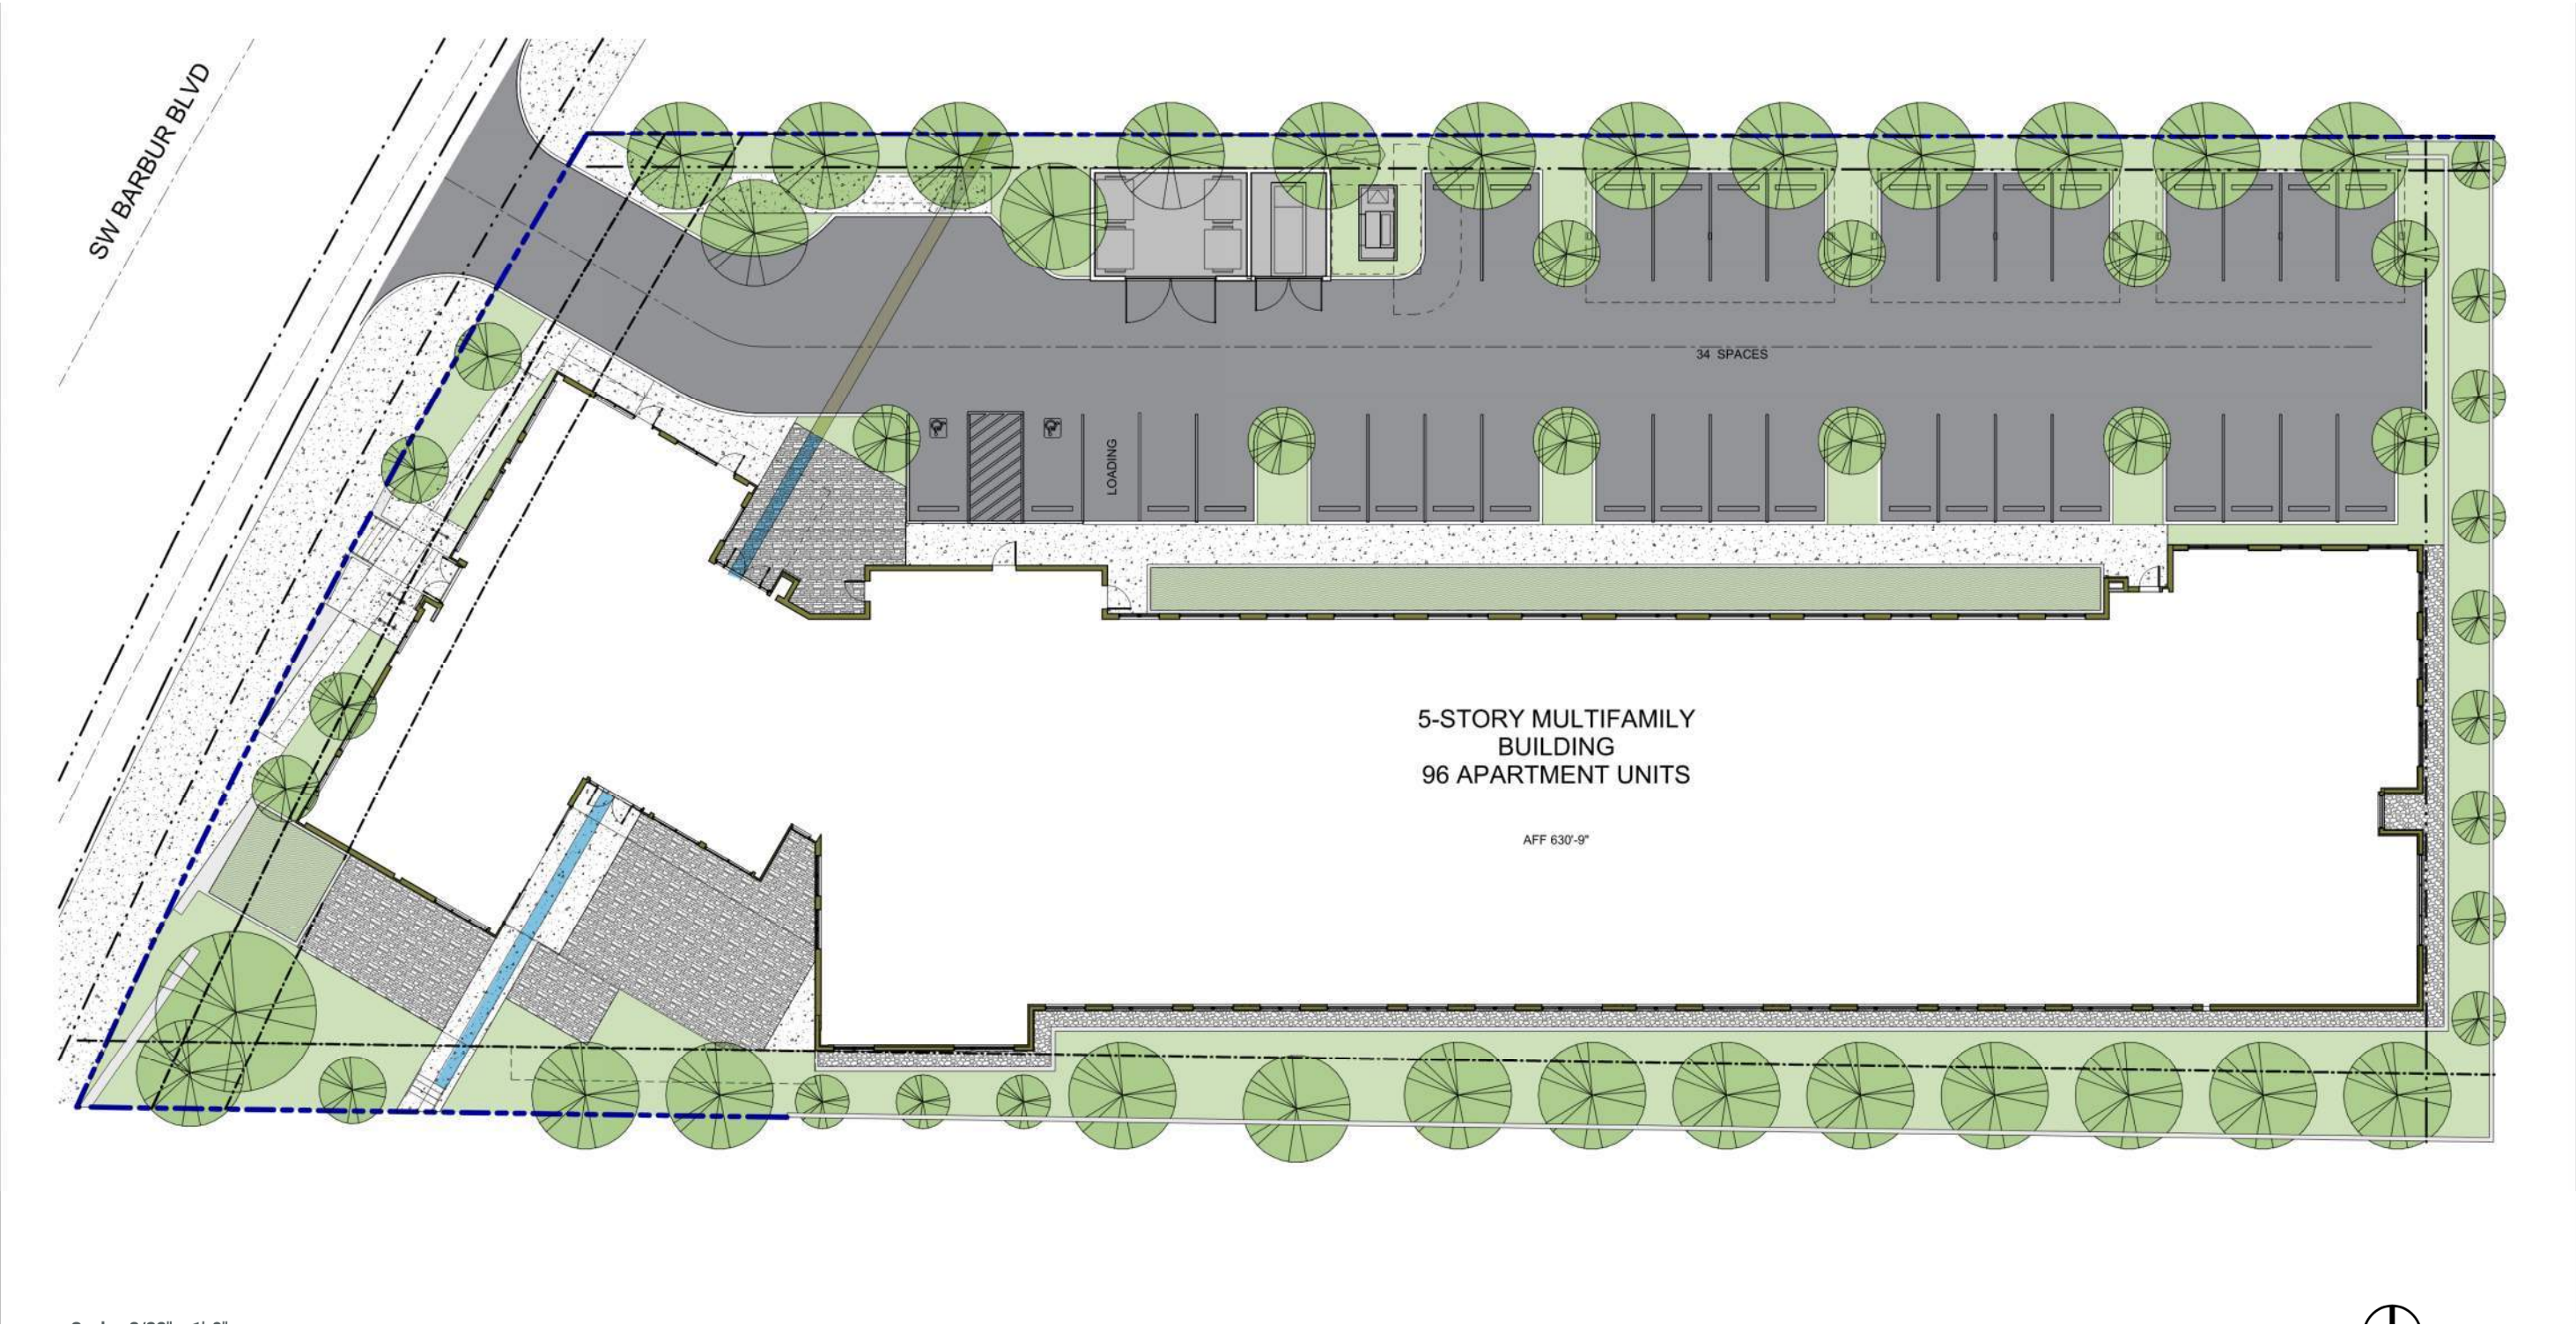 SW BARBUR BLVD
34 SPACES
LOADING
5-STORY MULTIFAMILY
BUILDING
96 APARTMENT UNITS
AFF 630'-9"